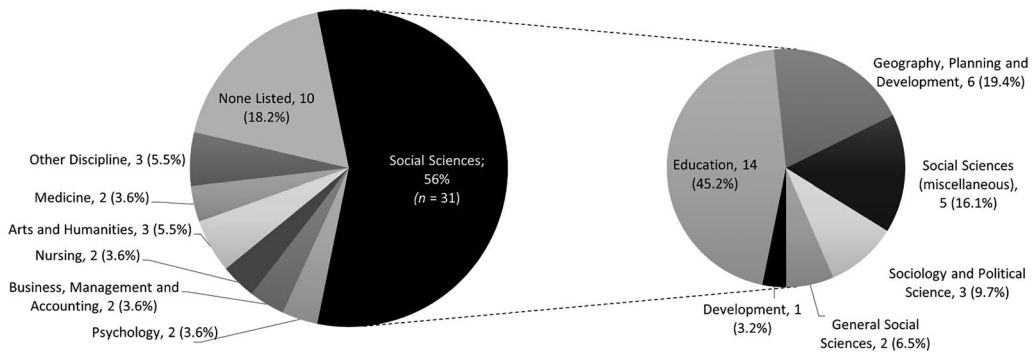 None Listed, 10
(18.2%)
Other Discipline, 3 (5.5%)
Medicine, 2 (3.6%)
Arts and Humanities, 3 (5.5%)
Nursing, 2 (3.6%)
Business, Management and
Accounting, 2 (3.6%)
Psychology, 2 (3.6%)
Social Sciences;
56%
(n = 31)
Education, 14
(45.2%)
Geography, Planning and
Development, 6 (19.4%)
Social Sciences
(miscellaneous),
5 (16.1%)
Sociology and Political
Science, 3 (9.7%)
General Social
Sciences, 2 (6.5%)
Development, 1
(3.2%)